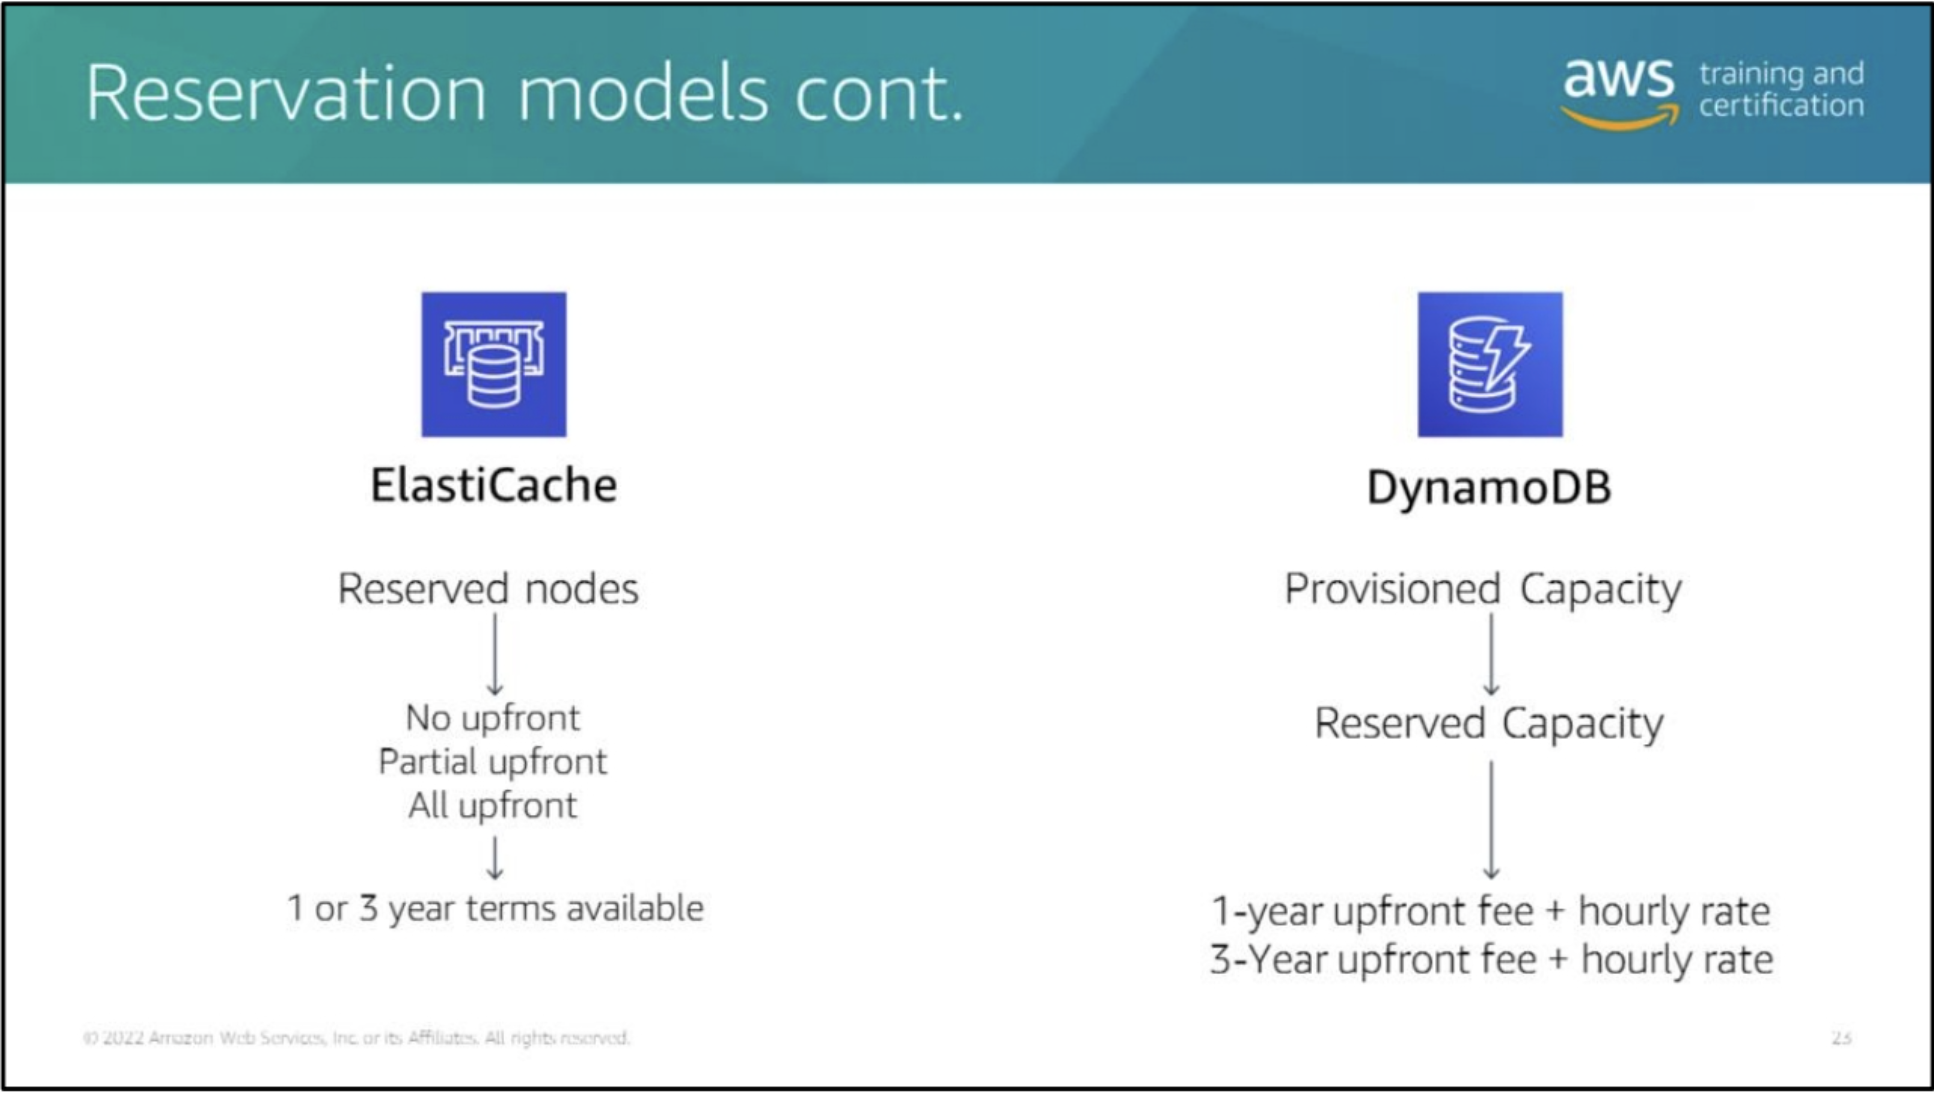 Reservation models cont.
aws training and
certification
ElastiCache
Reserved nodes
No upfront
Partial upfront
All upfront
1 or 3 year terms available
DynamoDB
Provisioned Capacity
Reserved Capacity
1-year upfront fee + hourly rate
3-Year upfront fee + hourly rate
© 2022 Amazon Web Services, Inc. or its Affiliates. All rights reserved.
23